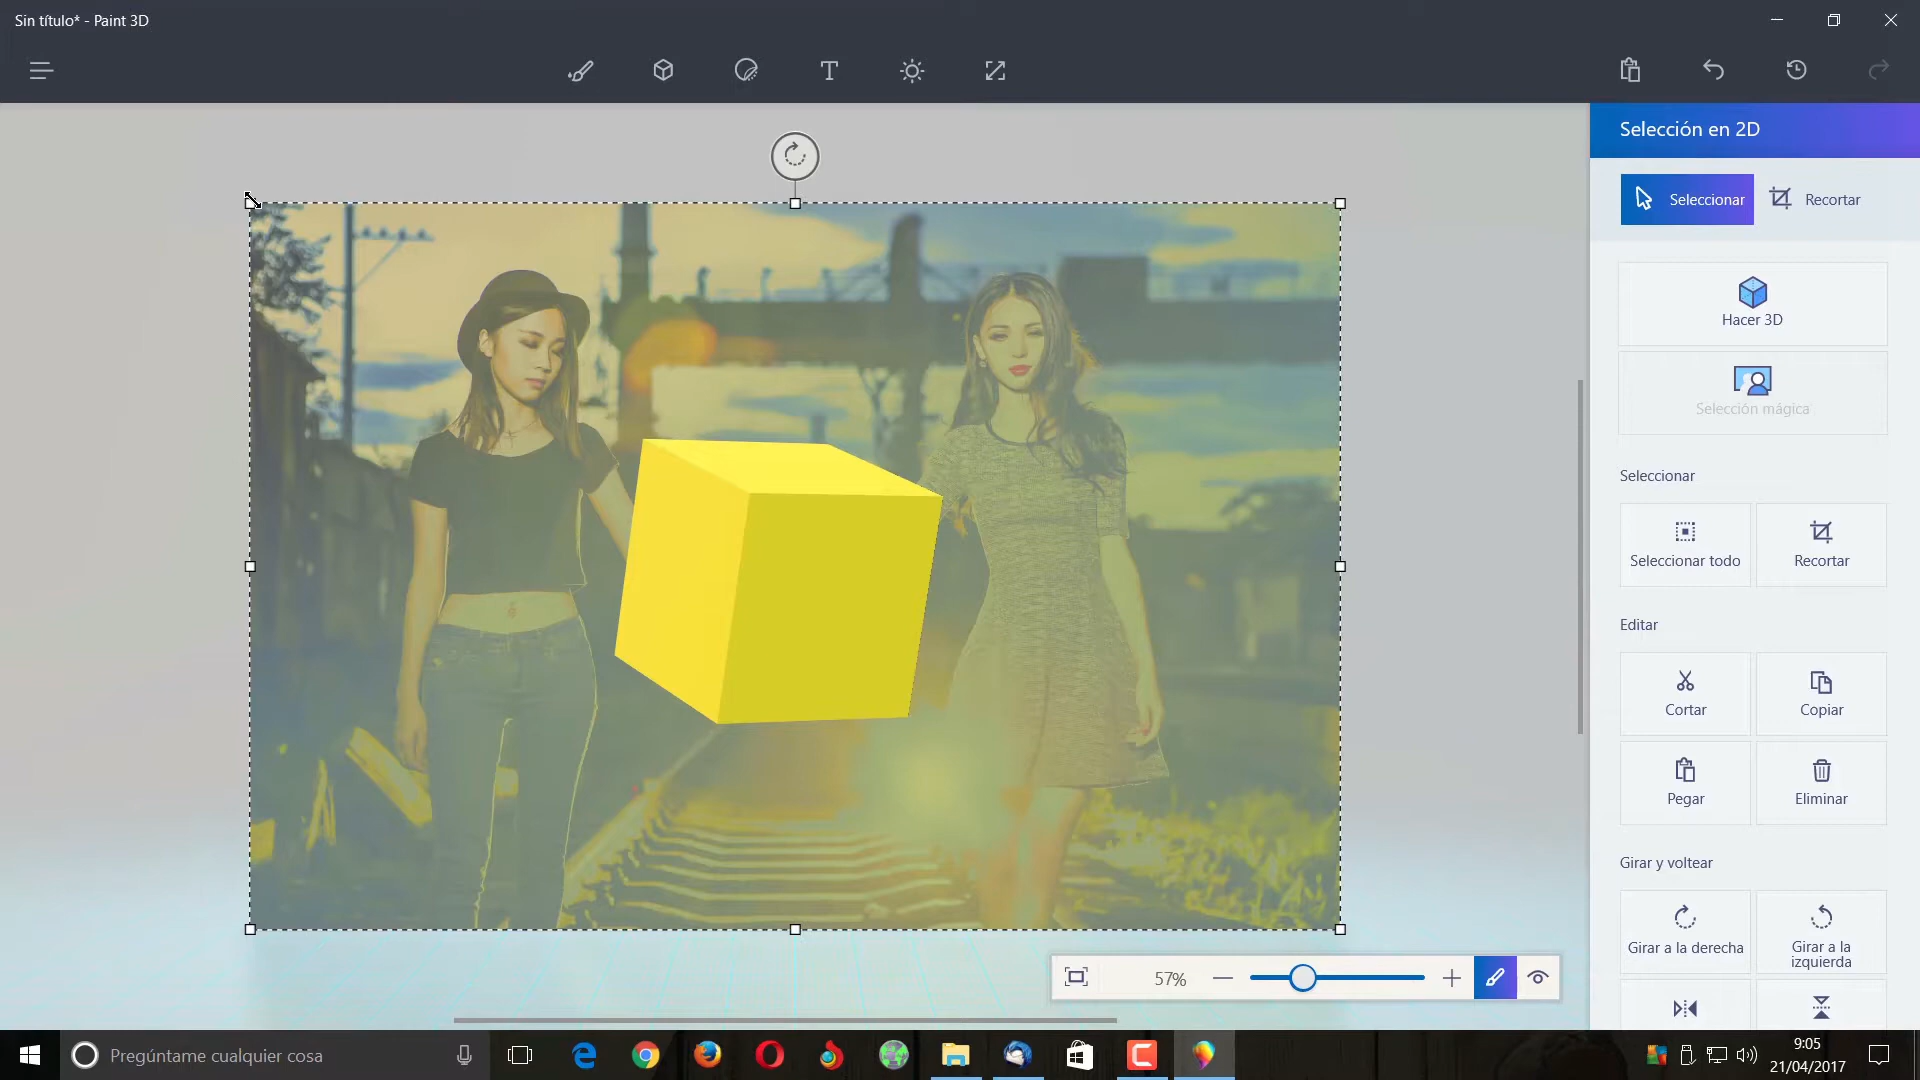 Sin título* - Paint 3D
T
Selección en 2D
Seleccionar
Recortar
Hacer 3D
Selección mágica
Seleccionar
Seleccionar todo
Recortar
Editar
Cortar
Copiar
Pegar
Eliminar
Girar y voltear
Girar a la derecha
Girar a la
izquierda
57%
Pregúntame cualquier cosa
9:05
21/04/2017